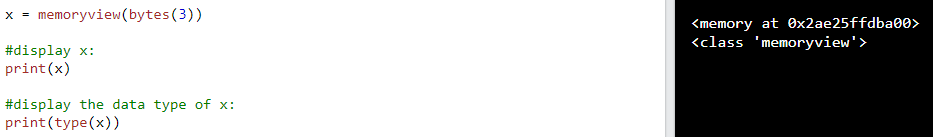 x = memoryview(bytes(3))
#display x:
print(x)
#display the data type of x:
print(type(x))
<memory at 0x2ae25ffdba00>
<class 'memoryview'>